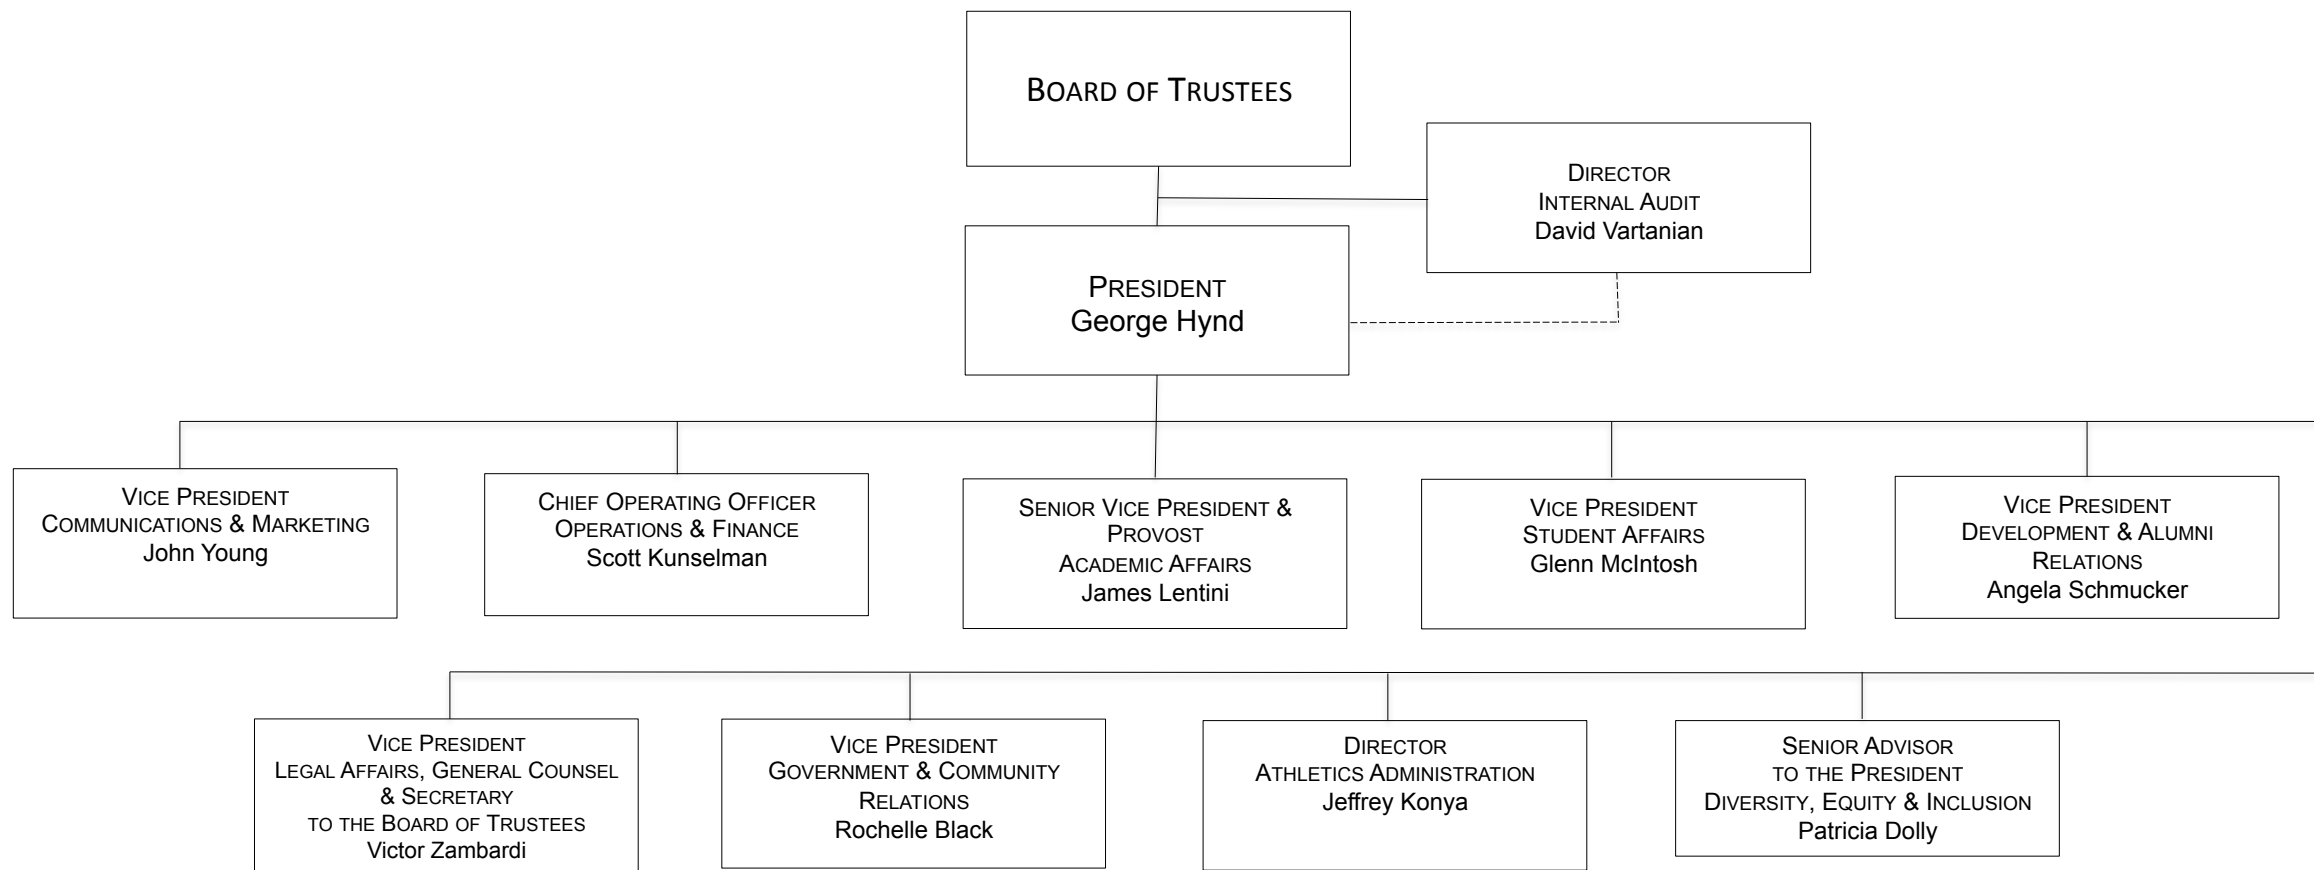 BOARD OF TRUSTEES
DIRECTOR
INTERNAL AUDIT
David Vartanian
PRESIDENT
George Hynd
VICE PRESIDENT
COMMUNICATIONS & MARKETING
John Young
CHIEF OPERATING OFFICER
OPERATIONS & FINANCE
Scott Kunselman
SENIOR VICE PRESIDENT &
PROVOST
ACADEMIC AFFAIRS
James Lentini
VICE PRESIDENT
STUDENT AFFAIRS
Glenn McIntosh
VICE PRESIDENT
DEVELOPMENT & ALUMNI
RELATIONS
Angela Schmucker
VICE PRESIDENT
LEGAL AFFAIRS, GENERAL COUNSEL
& SECRETARY
TO THE BOARD OF TRUSTEES
Victor Zambardi
VICE PRESIDENT
GOVERNMENT & COMMUNITY
RELATIONS
Rochelle Black
DIRECTOR
ATHLETICS ADMINISTRATION
Jeffrey Konya
SENIOR ADVISOR
TO THE PRESIDENT
DIVERSITY, EQUITY & INCLUSION
Patricia Dolly